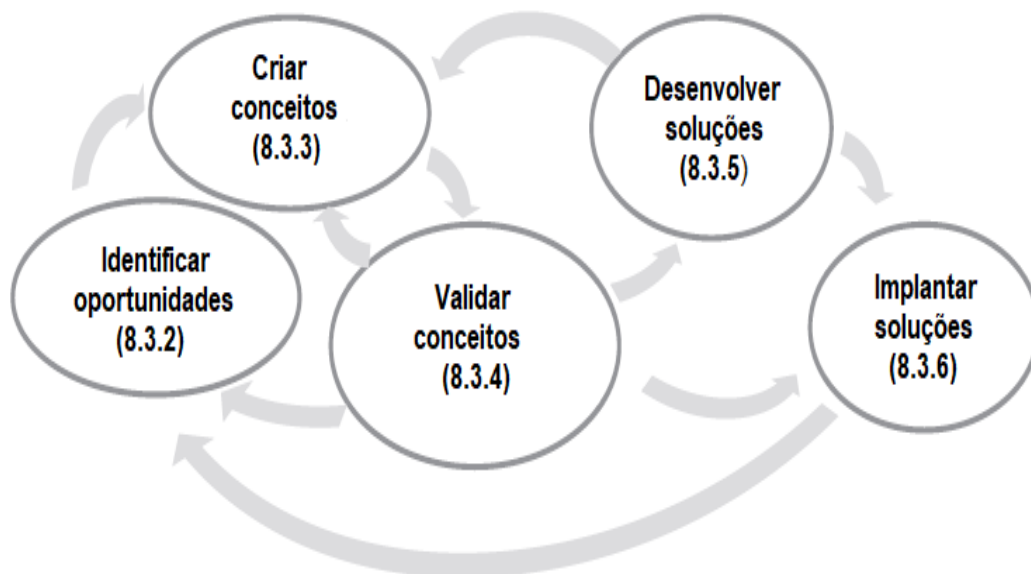 Criar
conceitos
(8.3.3)
Desenvolver
soluções
(8.3.5)
Identificar
oportunidades
(8.3.2)
Validar
conceitos
(8.3.4)
Implantar
soluções
(8.3.6)